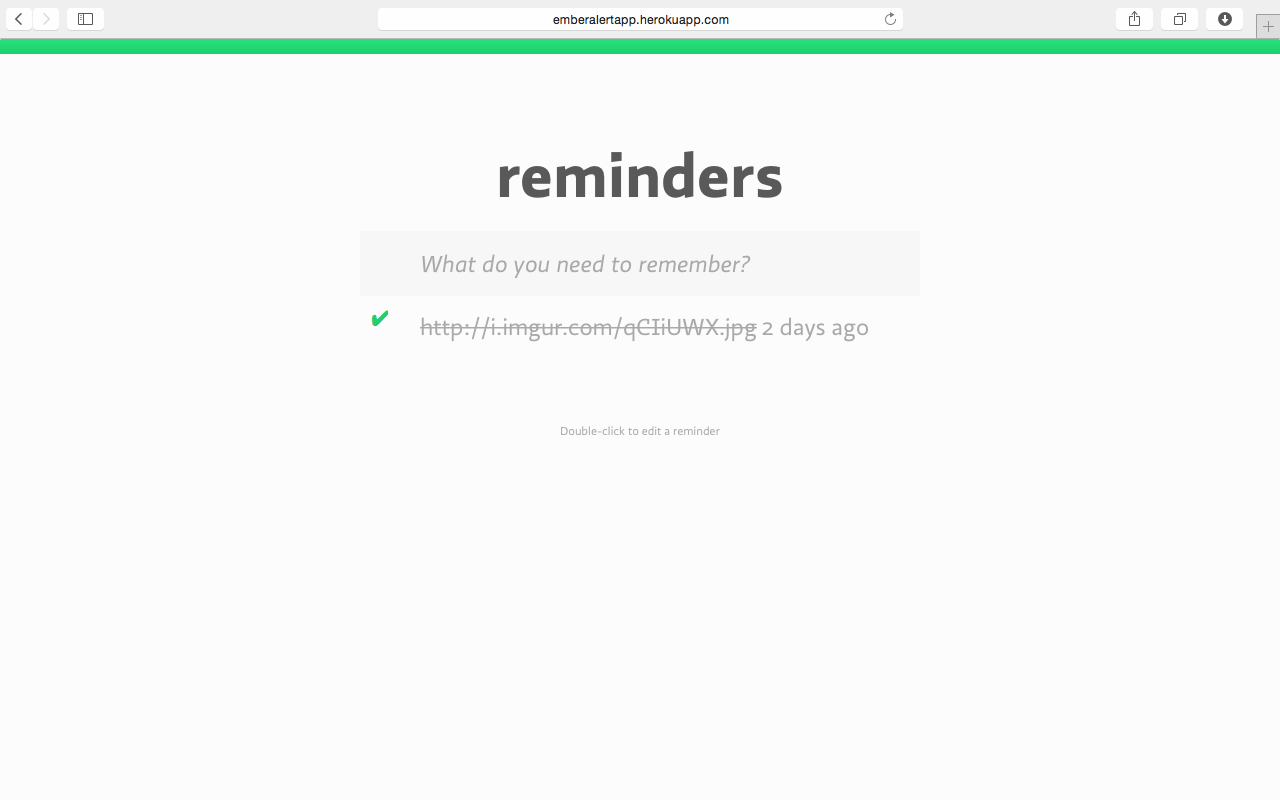 emberalertapp.herokuapp.com
reminders
What do you need to remember?
http://i.imgur.com/qCIiUWX.jpg 2 days ago
Double-click to edit a reminder